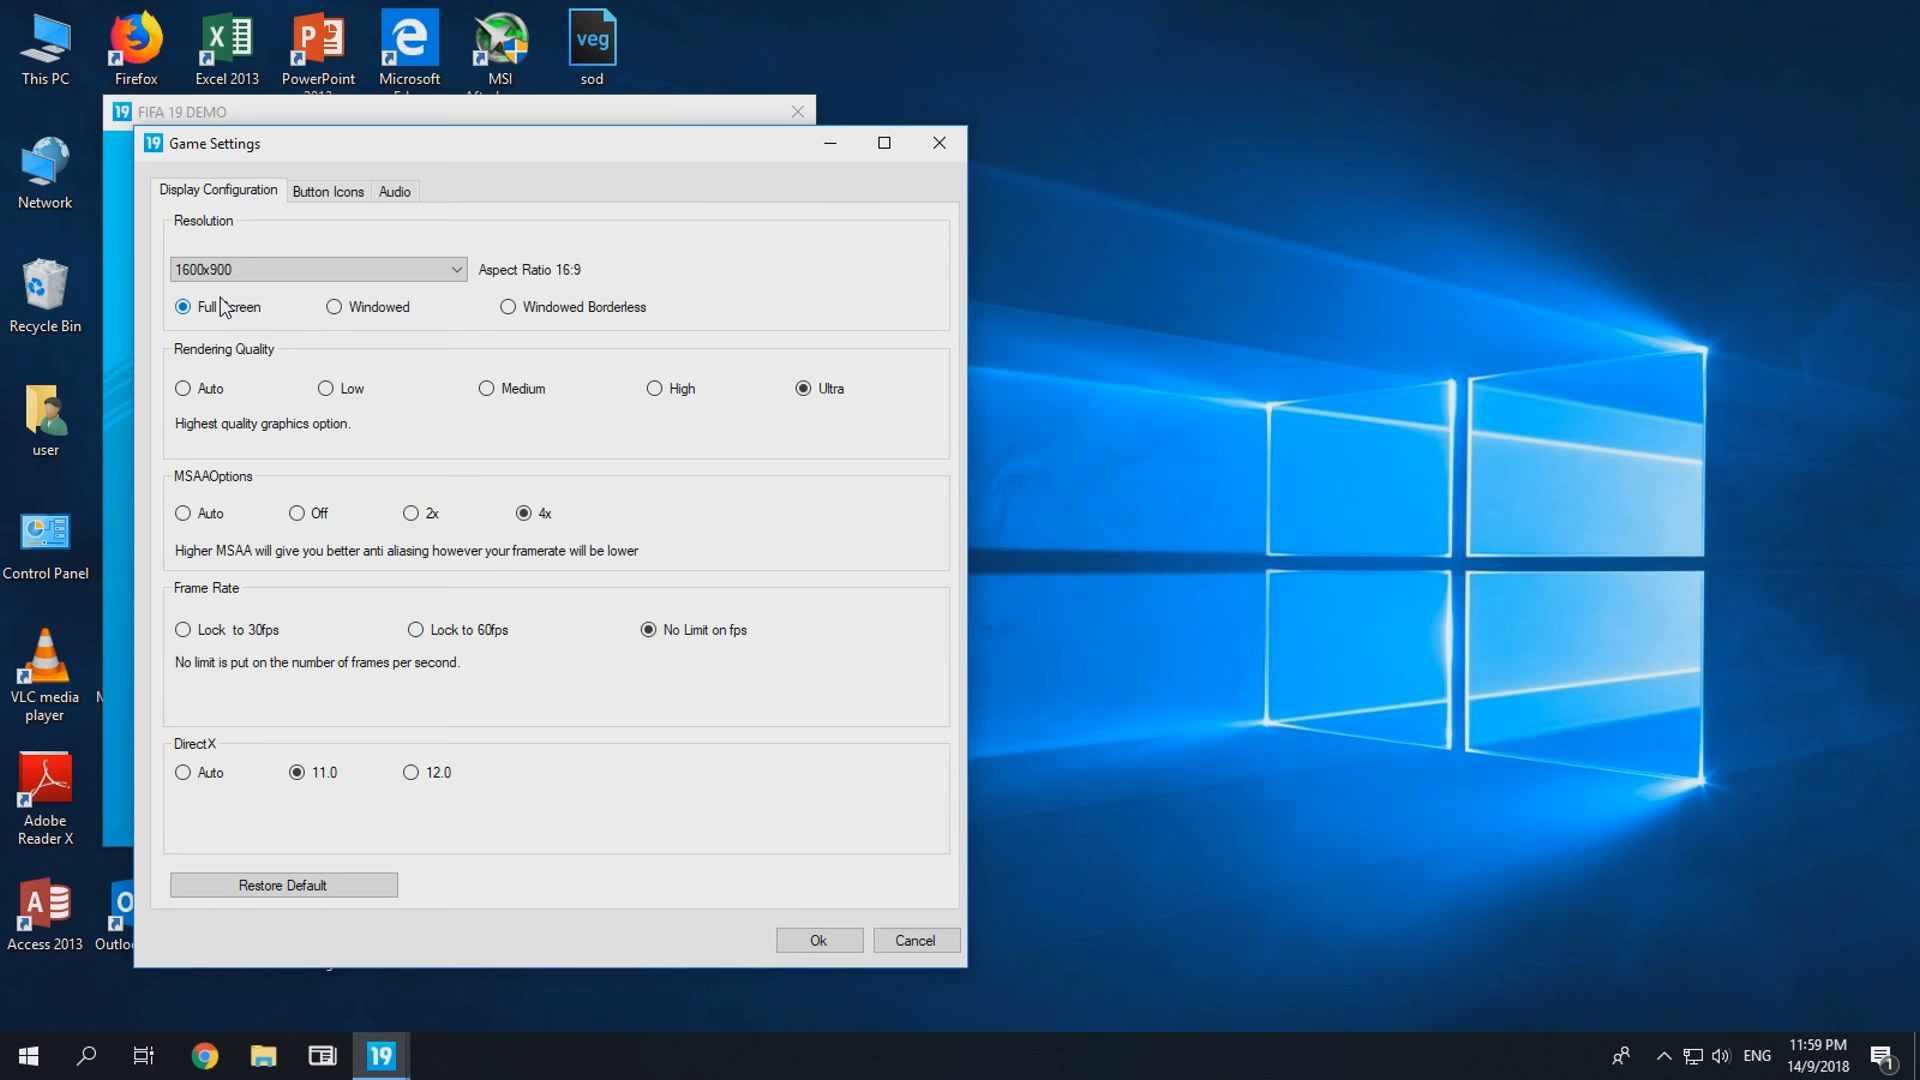 This PC
Firefox
Excel 2013
PowerPoint
Microsoft
MSI
veg
sod
19 FIFA 19 DEMO
19 Game Settings
Network
Recycle Bin
user
Control Panel
VLC media
player
Adobe
Reader X
Access 2013
Display Configuration
Button Icons
Audio
Resolution
1600x900
Aspect Ratio 16:9
Windowed
Windowed Borderless
Rendering Quality
Auto
Low
Medium
High
Ultra
Highest quality graphics option.
MSAAOptions
Auto
Off
2x
4x
Higher MSAA will give you better anti aliasing however your framerate will be lower
Frame Rate
Lock to 30fps
Lock to 60fps
No Limit on fps
No limit is put on the number of frames per second.
DirectX
Auto
11.0
12.0
Restore Default
Ok
Cancel
19
ENG
11:59 PM
14/9/2018
1